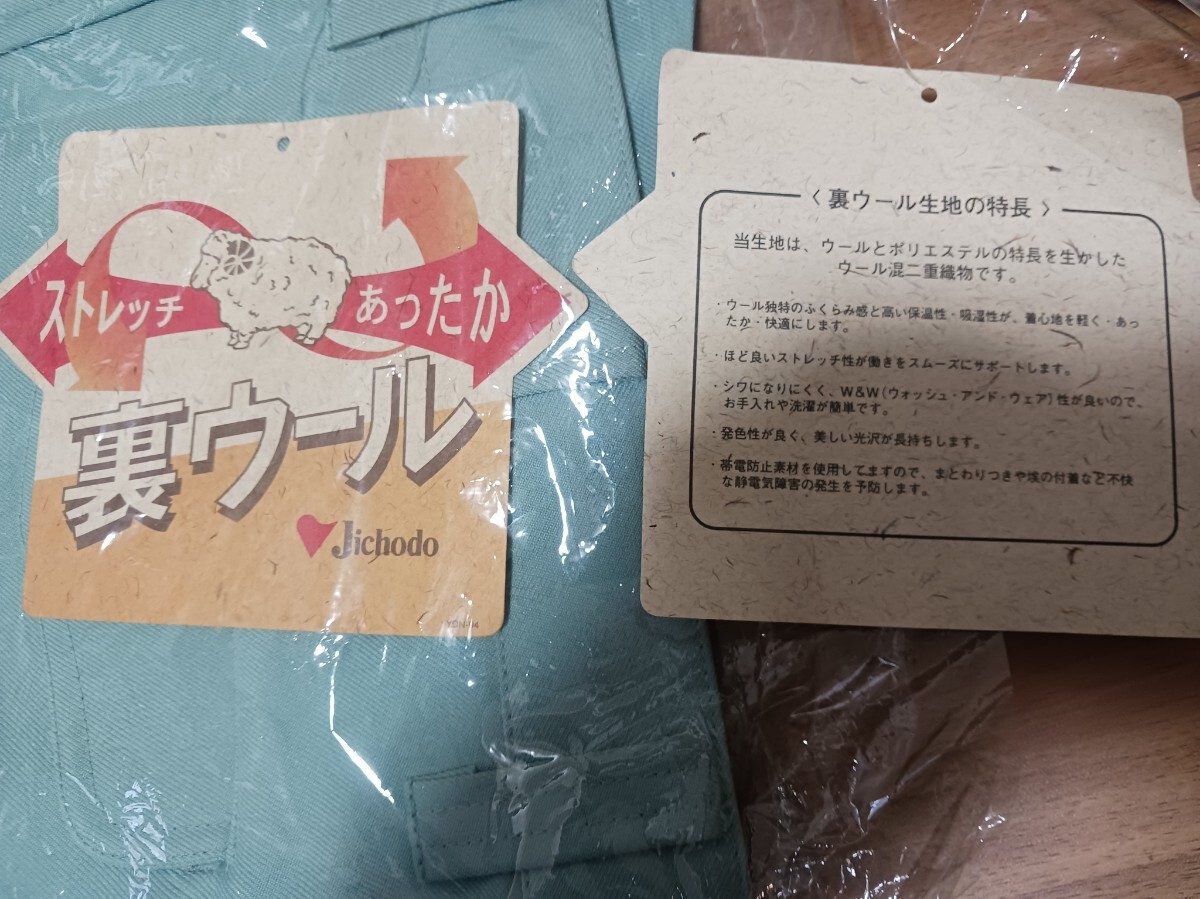 ストレッチ
あったか
裏ウール
Jichodo
〈 裏ウール生地の特長 〉
当生地は、ウールとポリエステルの特長を生かした
ウール混二重織物です。
・ウール独特のふくらみ感と高い保温性・吸湿性が、着心地を軽く・あっ
たか・快適にします。
・ほど良いストレッチ性が働きをスムーズにサポートします。
・シワになりにくく、W&W(ウォッシュ・アンド・ウェア)性が良いので、
お手入れや洗濯が簡単です。
・発色性が良く、美しい光沢が長持ちします。
・帯電防止素材を使用してますので、まとわりつきや埃の付着など不快
な静電気障害の発生を予防します。